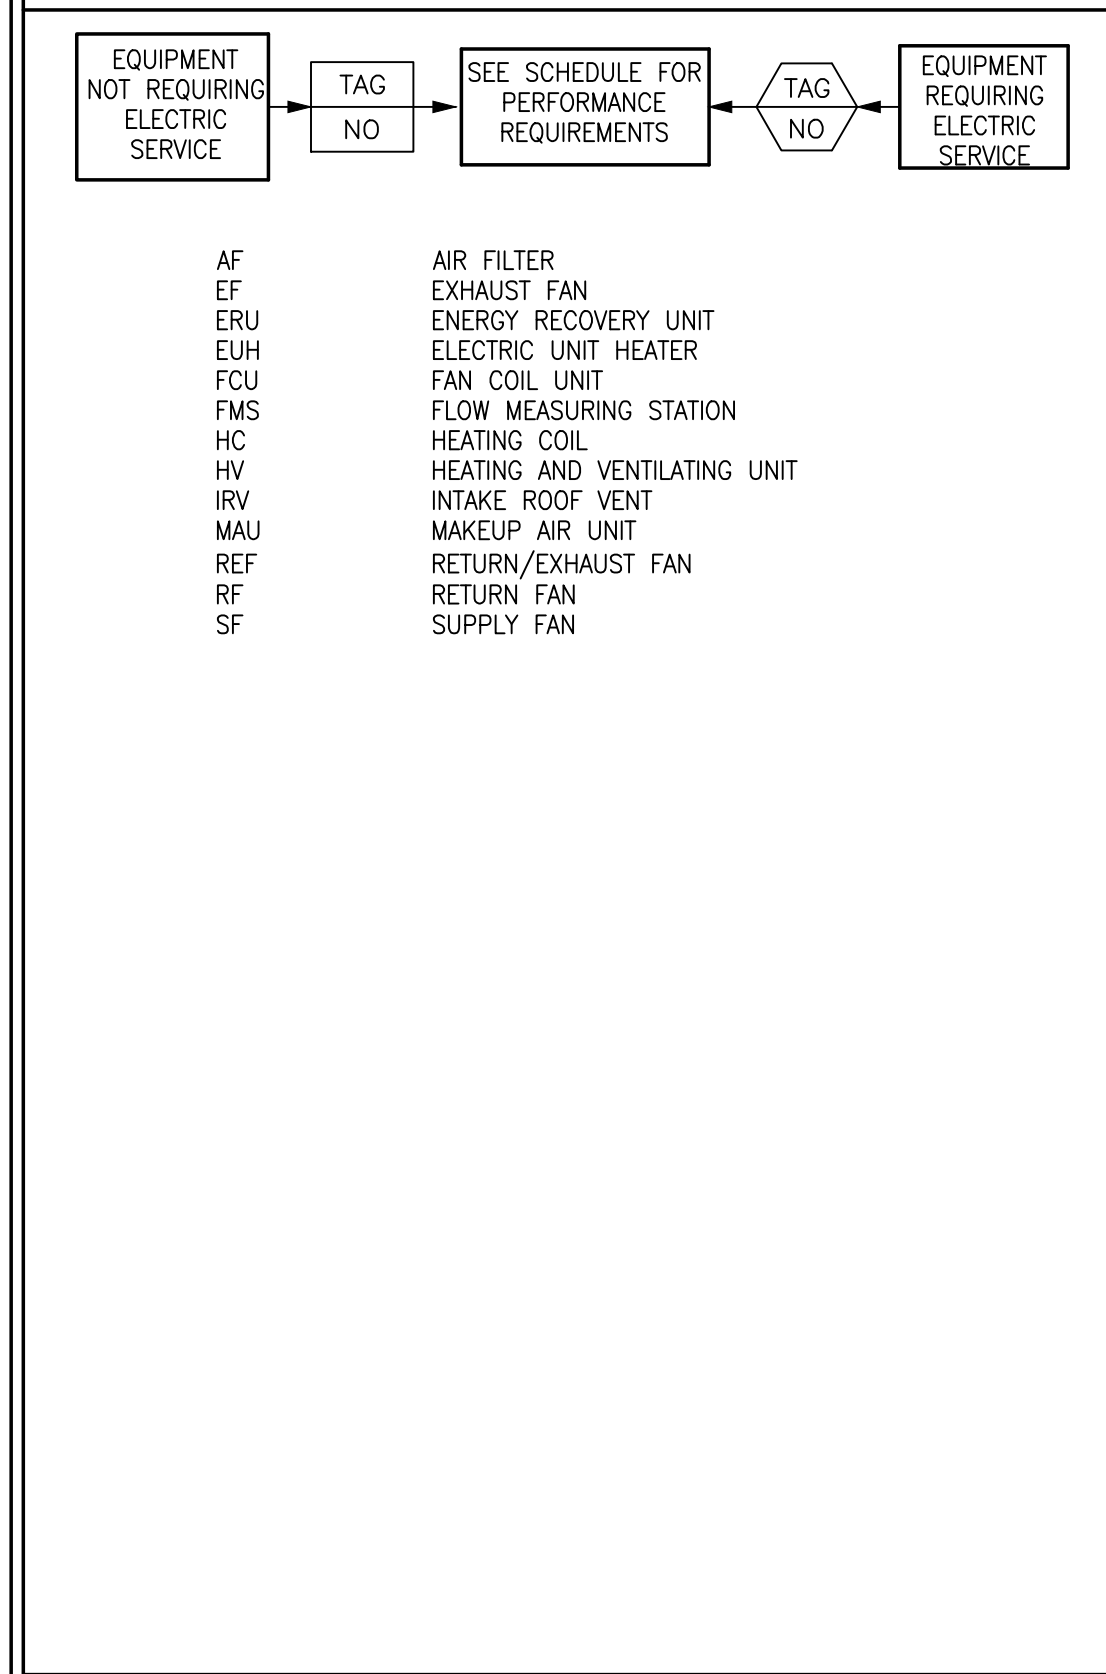 EQUIPMENT
NOT REQUIRING
ELECTRIC
SERVICE
TAG
NO
SEE SCHEDULE FOR
PERFORMANCE
REQUIREMENTS
TAG
NO
EQUIPMENT
REQUIRING
ELECTRIC
SERVICE
AF AIR FILTER
EF EXHAUST FAN
ERU ENERGY RECOVERY UNIT
EUH ELECTRIC UNIT HEATER
FCU FAN COIL UNIT
FMS FLOW MEASURING STATION
HC HEATING COIL
HV HEATING AND VENTILATING UNIT
IRV INTAKE ROOF VENT
MAU MAKEUP AIR UNIT
REF RETURN/EXHAUST FAN
RF RETURN FAN
SF SUPPLY FAN